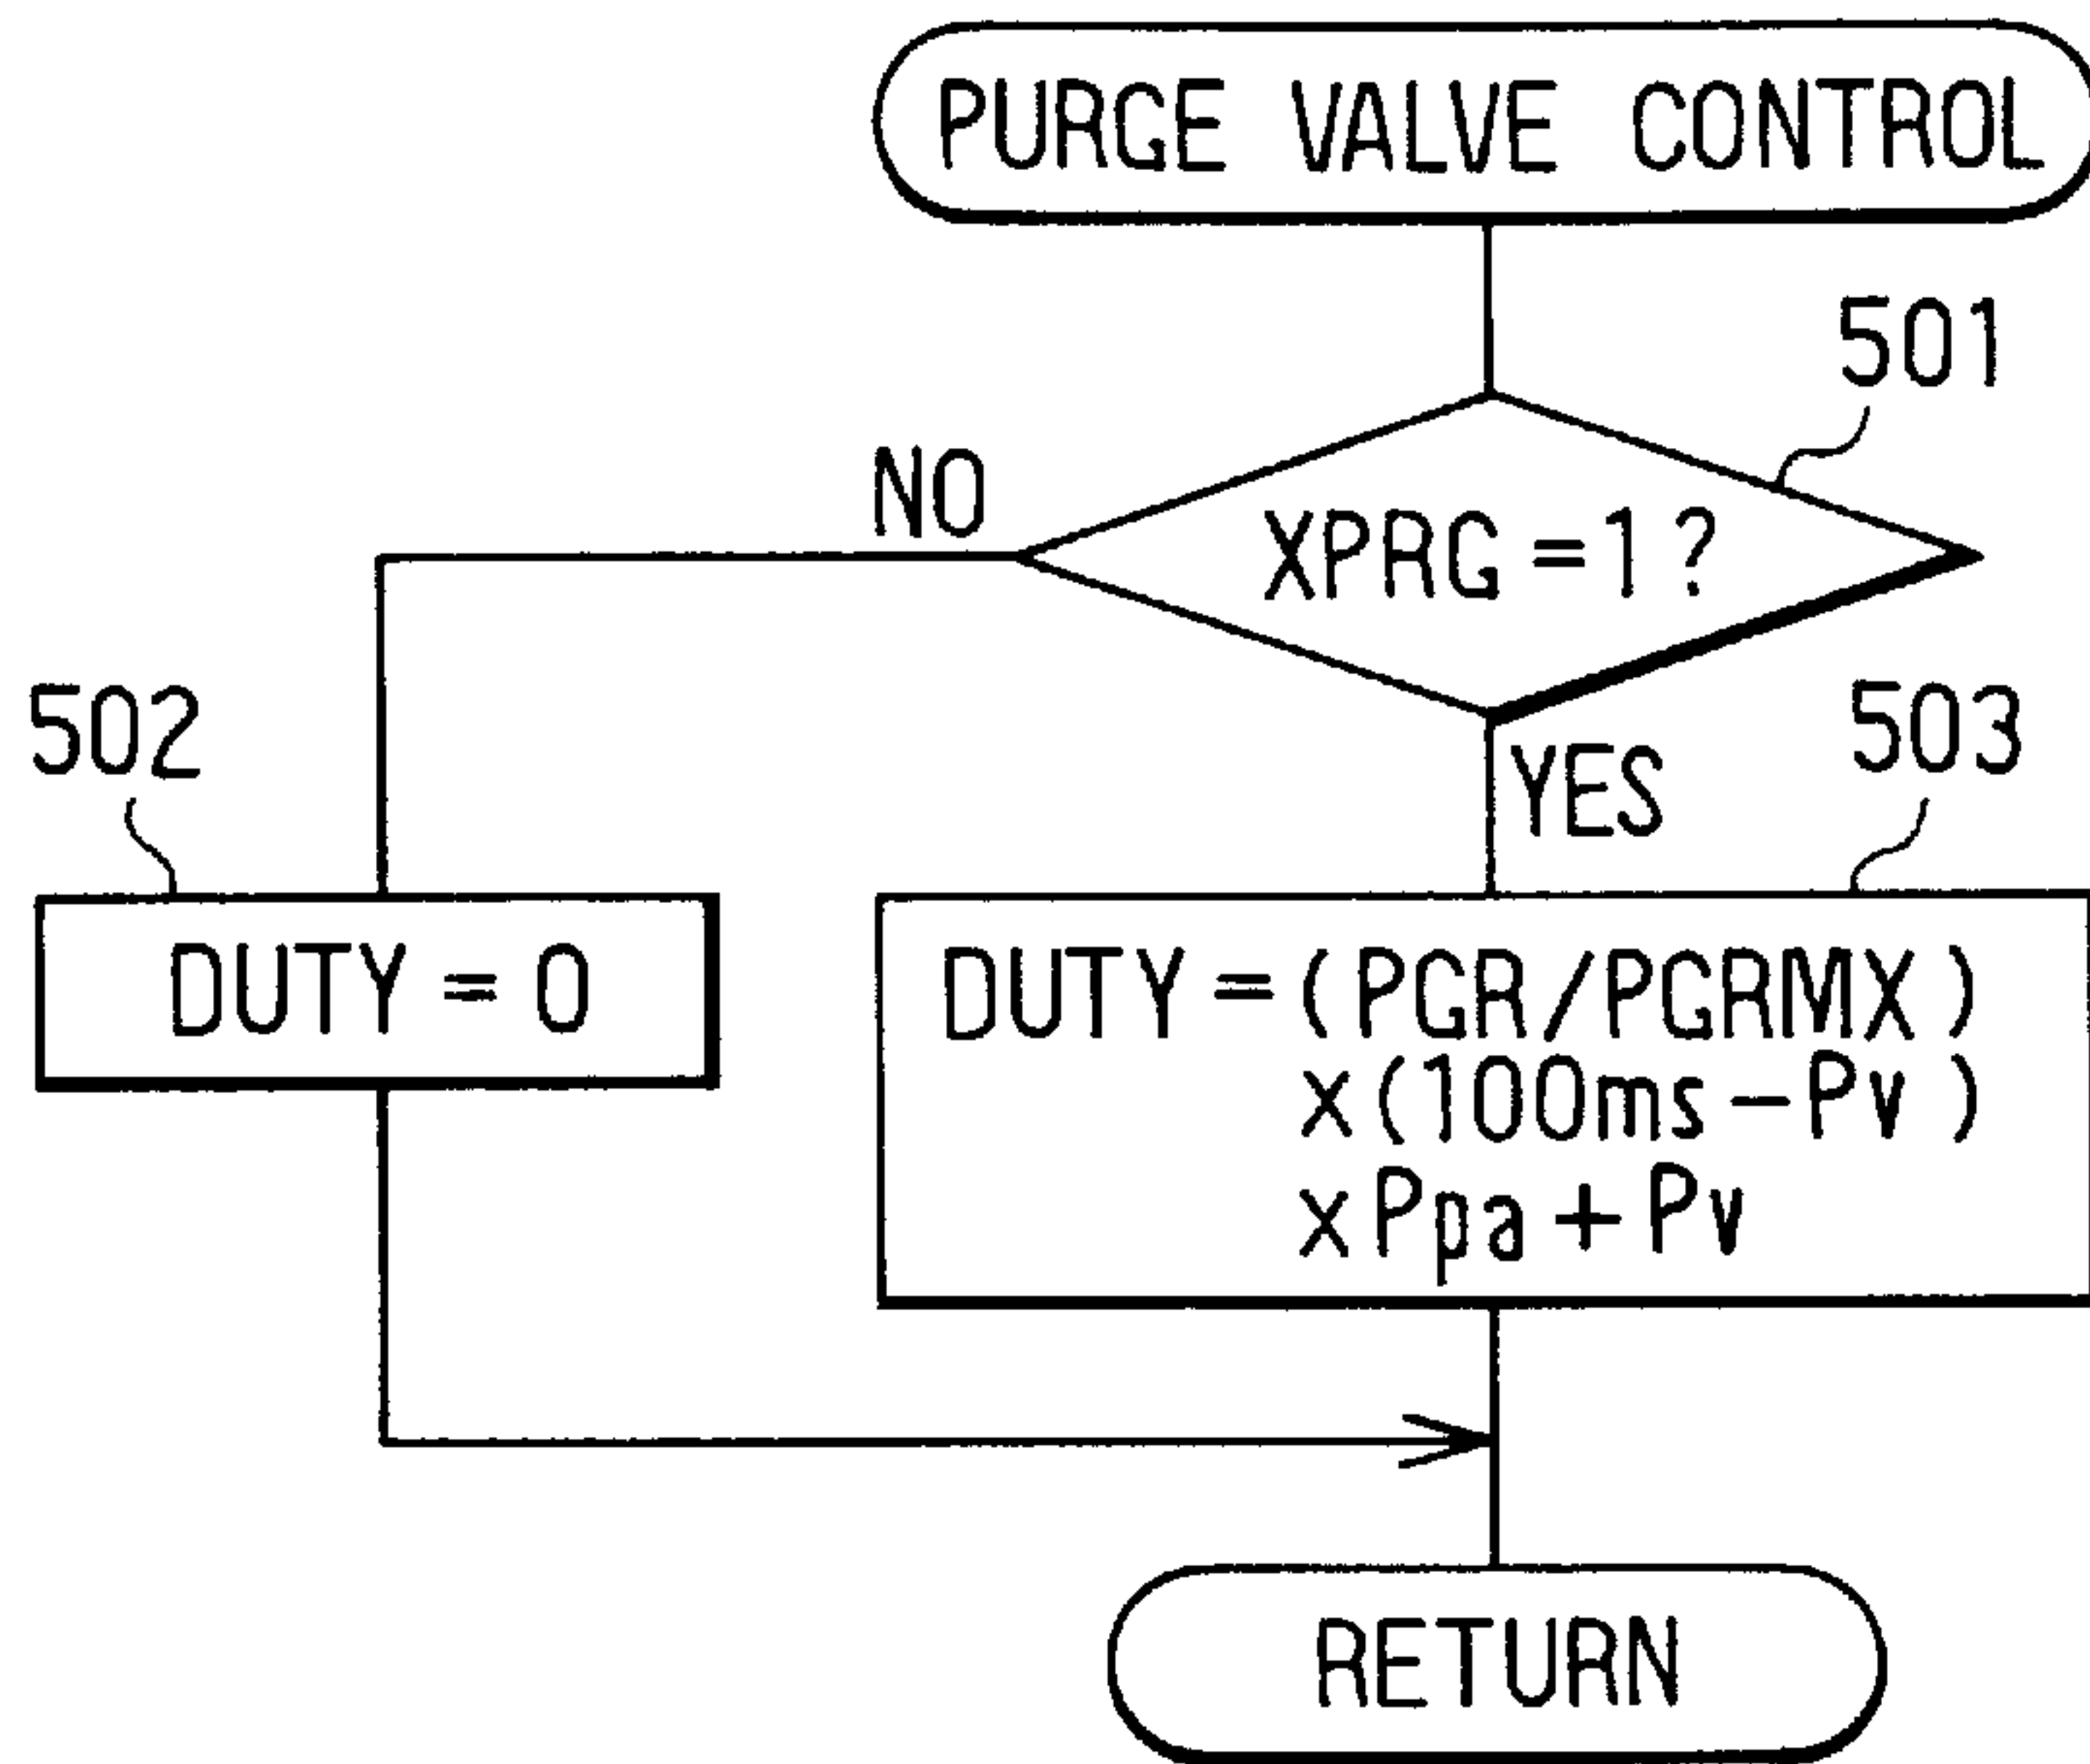 PURGE VALVE CONTROL
501
NO
XPRG = 1 ?
YES
502
503
DUTY = 0
DUTY = (PGR/PGRMX)
x(100ms-Pv)
xPpa+Pv
RETURN